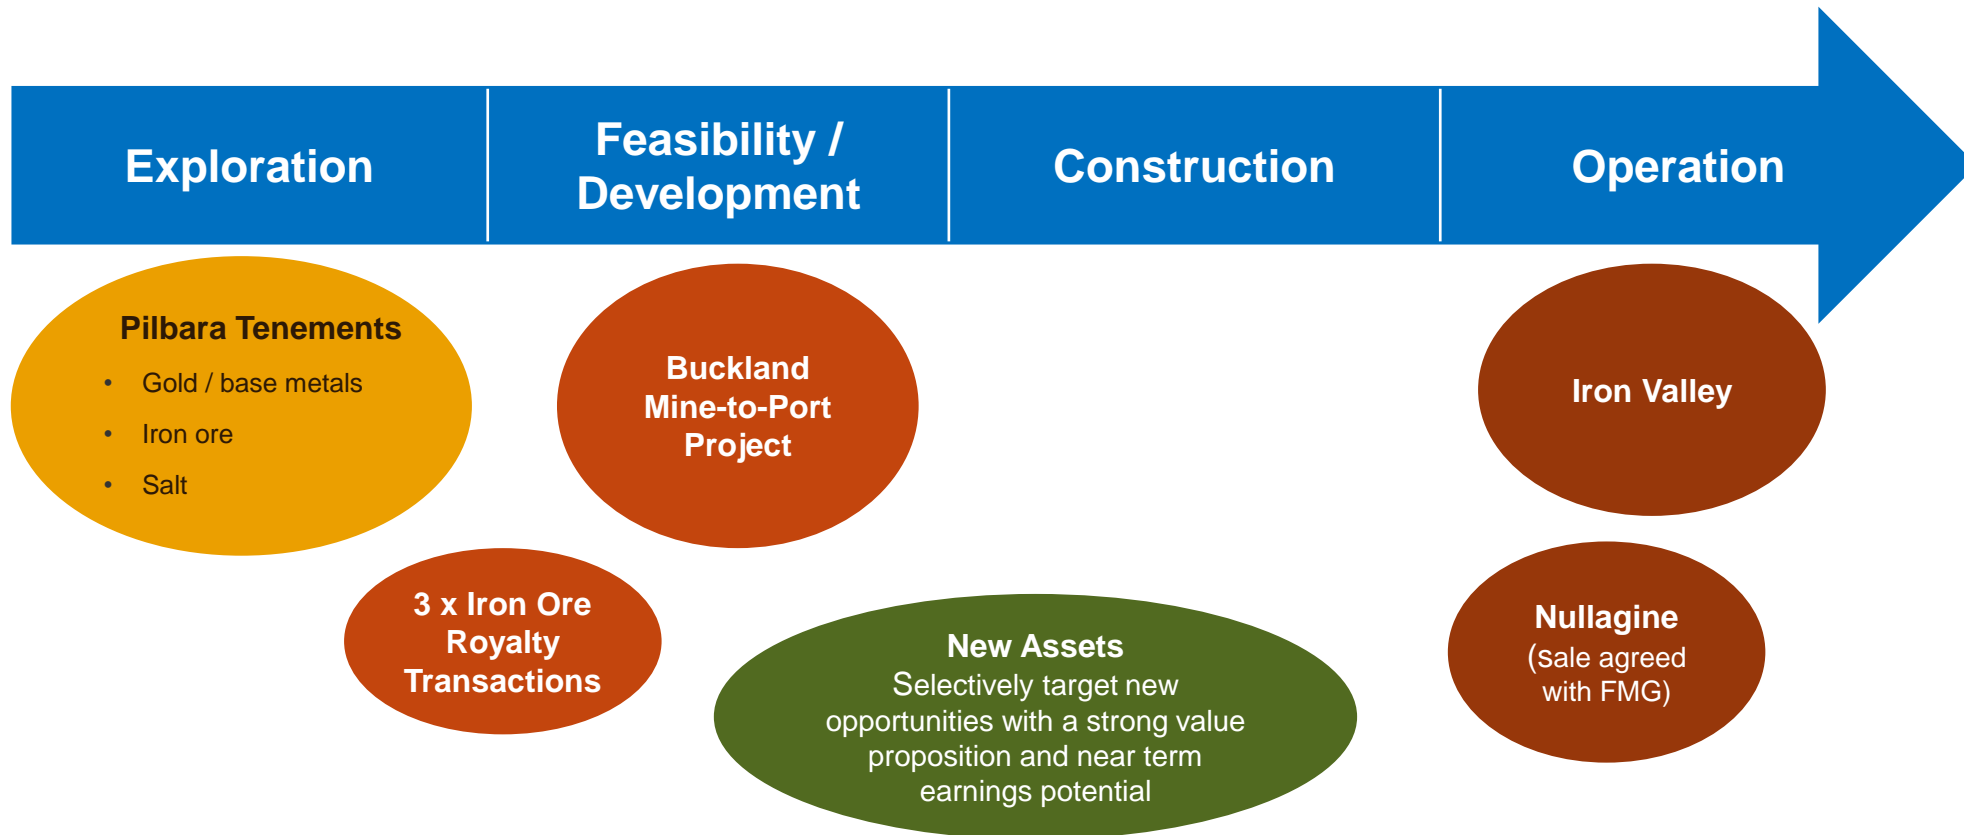 Exploration
Feasibility /
Development
Construction
Operation
Pilbara Tenements
• Gold / base metals
• Iron ore
• Salt
Buckland
Mine-to-Port
Project
Iron Valley
3 x Iron Ore
Royalty
Transactions
New Assets
Selectively target new
opportunities with a strong value
proposition and near term
earnings potential
Nullagine
(sale agreed
with FMG)